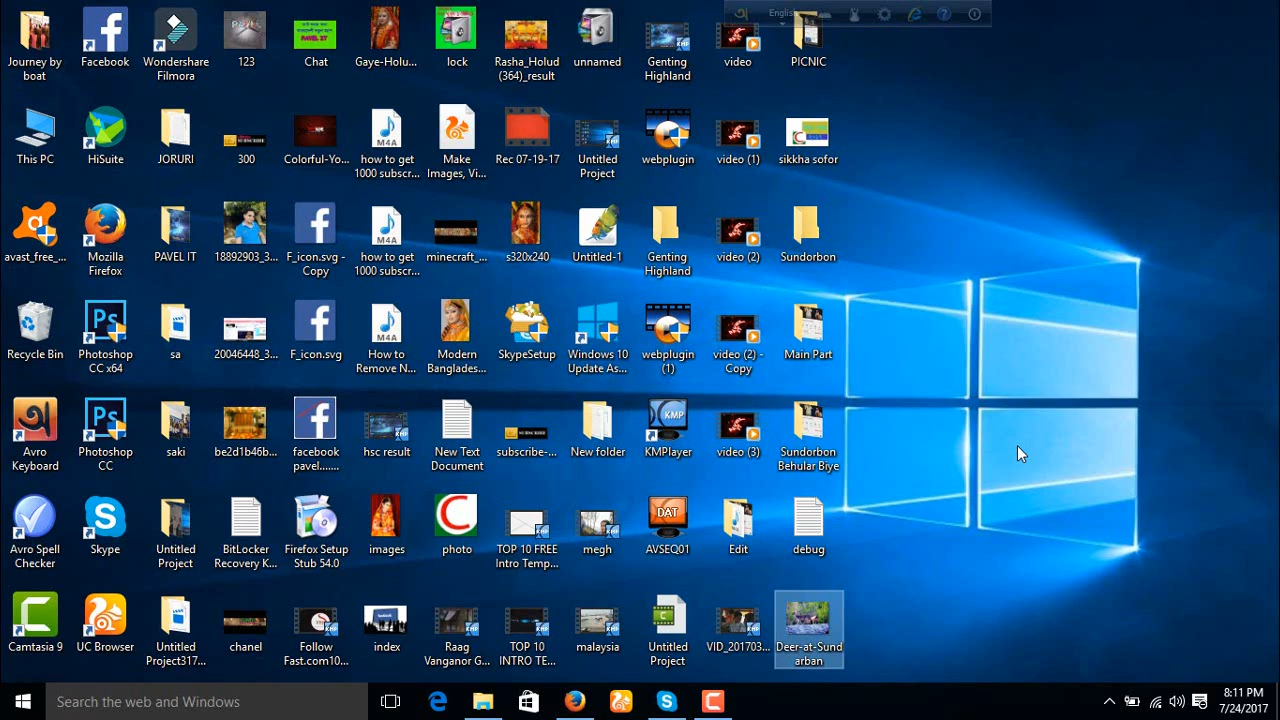 English
Journey by
boat
Facebook
Wondershare
Filmora
123
Chat
Gaye-Holu...
lock
Rasha_Holud
(364)_result
unnamed
Genting
Highland
video
PICNIC
This PC
HiSuite
JORURI
300
Colorful-Yo...
how to get
1000 subscr...
Make
Images, Vi...
Rec 07-19-17
Untitled
Project
webplugin
video (1)
sikkha sofor
avast_free_...
Mozilla
Firefox
PAVEL IT
18892903_3...
F_icon.svg -
Copy
how to get
1000 subscr...
minecraft_...
s320x240
Untitled-1
Genting
Highland
video (2)
Sundorbon
Recycle Bin
Photoshop
CC x64
sa
20046448_3...
F_icon.svg
How to
Remove N...
Modern
Banglades...
SkypeSetup
Windows 10
Update As...
webplugin
(1)
video (2) -
Copy
Main Part
Avro
Keyboard
Photoshop
CC
saki
be2d1b46b...
facebook
pavel.......
hsc result
New Text
Document
subscribe-...
New folder
KMPlayer
video (3)
Sundorbon
Behular Biye
Avro Spell
Checker
Skype
Untitled
Project
BitLocker
Recovery K...
Firefox Setup
Stub 54.0
images
photo
TOP 10 FREE
Intro Temp...
megh
AVSEQ01
Edit
debug
Camtasia 9
UC Browser
Untitled
Project317...
chanel
Follow
Fast.com10...
index
Raag
Vanganor G...
TOP 10
INTRO TE...
malaysia
Untitled
Project
VID_201703...
Deer-at-Sund
arban
Search the web and Windows
8:11 PM
7/24/2017